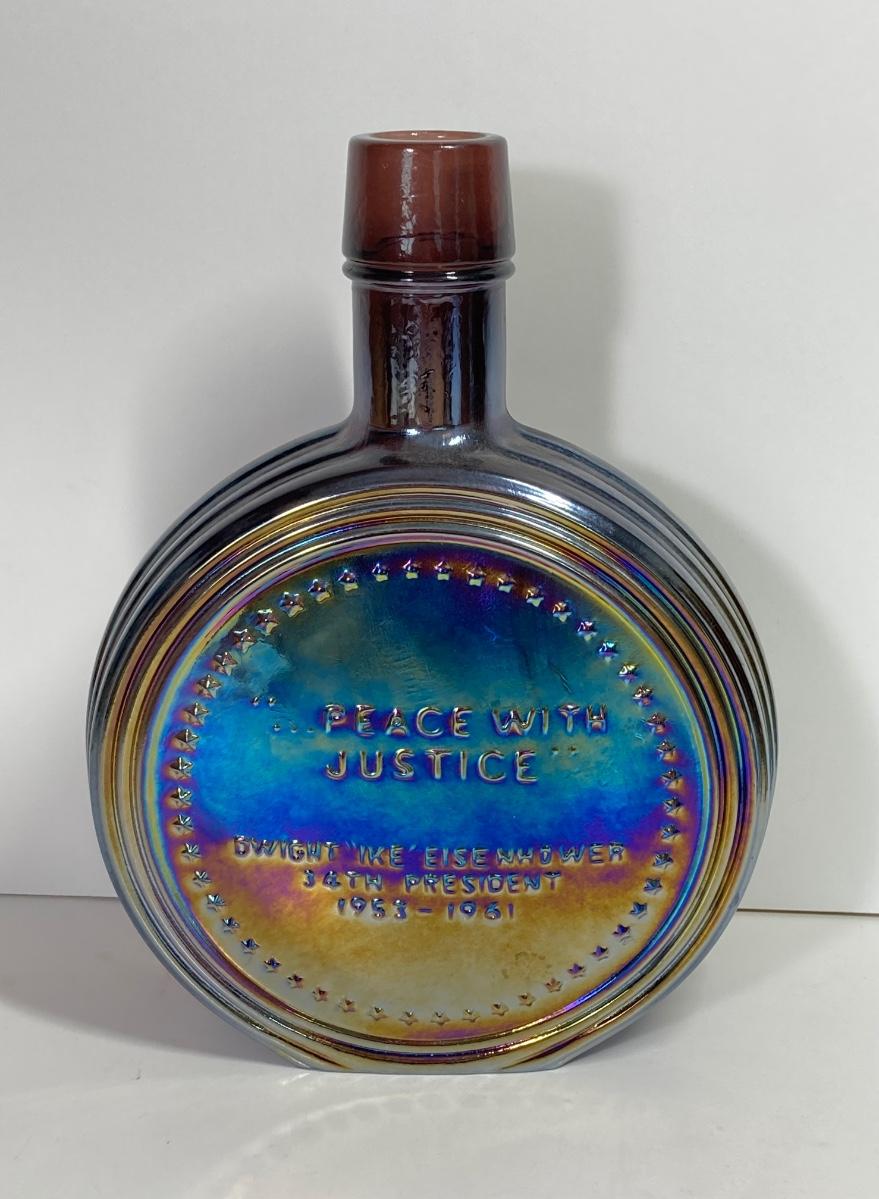 "...PEACE WITH
JUSTICE"
DWIGHT "IKE" EISENHOWER
34TH PRESIDENT
1953-1961